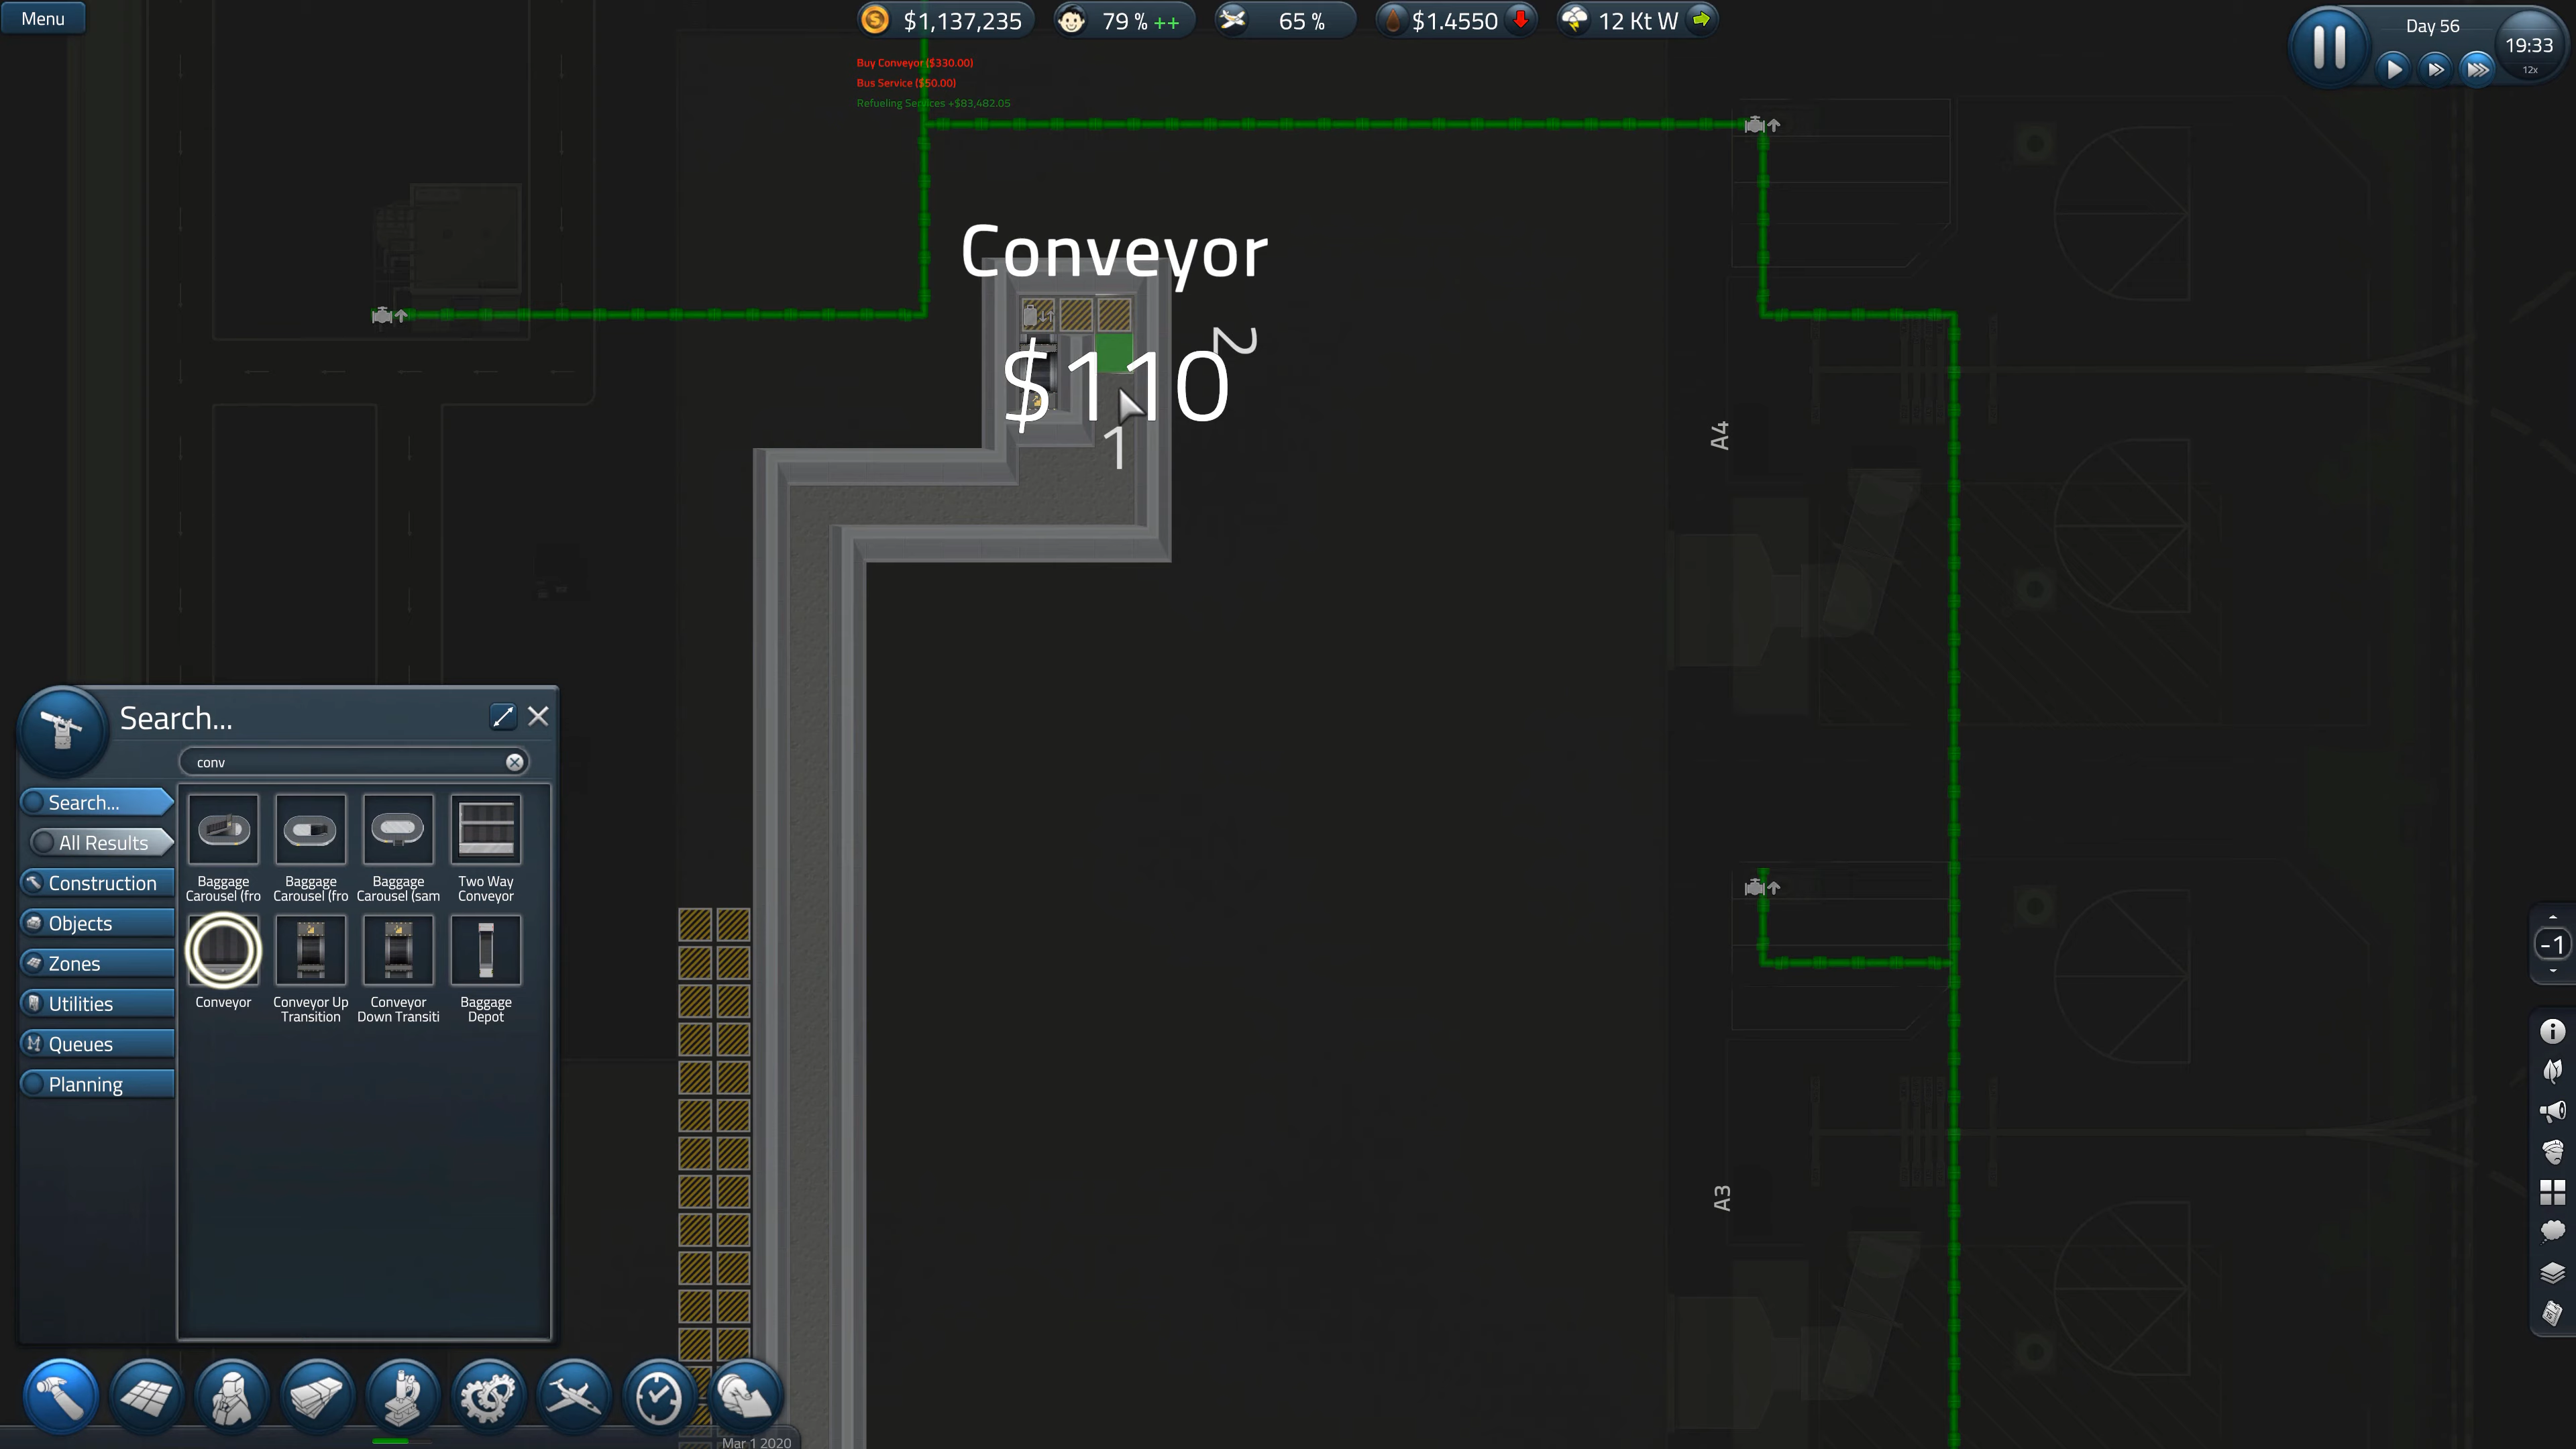 Menu
$1,137,235
79 % ++
65 %
$1.4550
12 Kt W
Day 56
19:33
12x
Buy Conveyor ($330.00)
Bus Service ($50.00)
Refueling Services +$83,482.05
Conveyor
2
$110
1
A4
A3
Search...
conv
Search...
All Results
Construction
Objects
Zones
Utilities
Queues
Planning
Baggage
Carousel (fro
Baggage
Carousel (fro
Baggage
Carousel (sam
Two Way
Conveyor
Conveyor
Conveyor Up
Transition
Conveyor
Down Transiti
Baggage
Depot
-1
Mar 1 2020